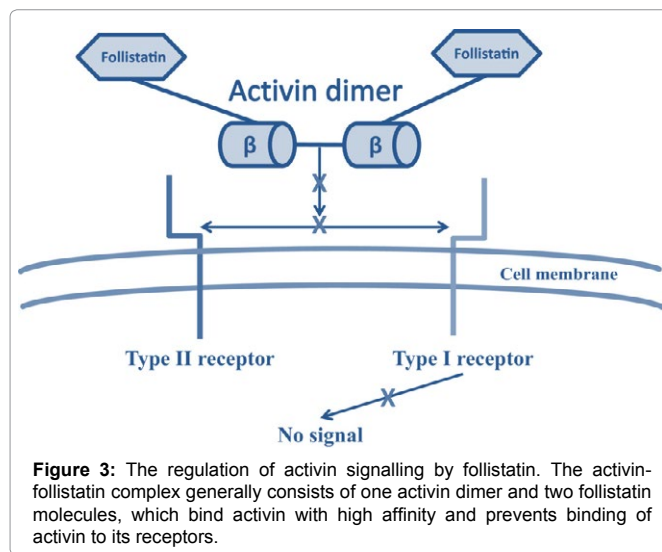 Follistatin
Follistatin
Activin dimer
β
β
X
X
Cell membrane
Type II receptor
Type I receptor
X
No signal
Figure 3: The regulation of activin signalling by follistatin. The activin-
follistatin complex generally consists of one activin dimer and two follistatin
molecules, which bind activin with high affinity and prevents binding of
activin to its receptors.